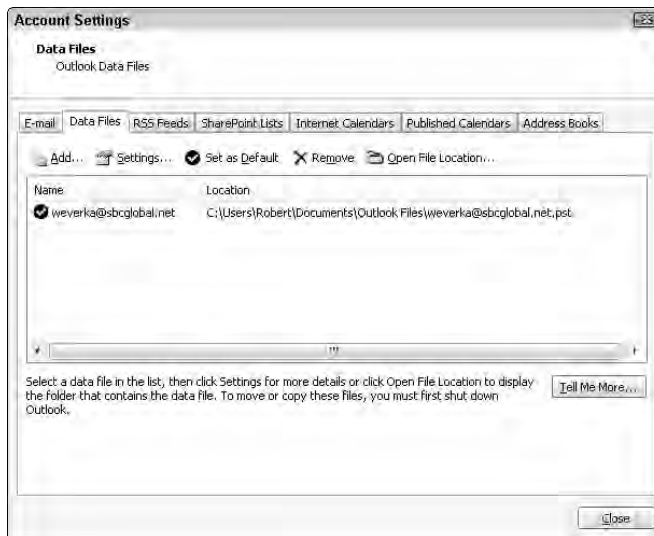 Account Settings
Data Files
Outlook Data Files
E-mail Data Files RSS Feeds SharePoint Lists Internet Calendars Published Calendars Address Books
Add... Settings... Set as Default Remove Open File Location...
Name Location
weverka@sbcglobal.net C:\Users\Robert\Documents\Outlook Files\weverka@sbcglobal.net.pst
Select a data file in the list, then click Settings for more details or click Open File Location to display
the folder that contains the data file. To move or copy these files, you must first shut down
Outlook.
Tell Me More...
Close